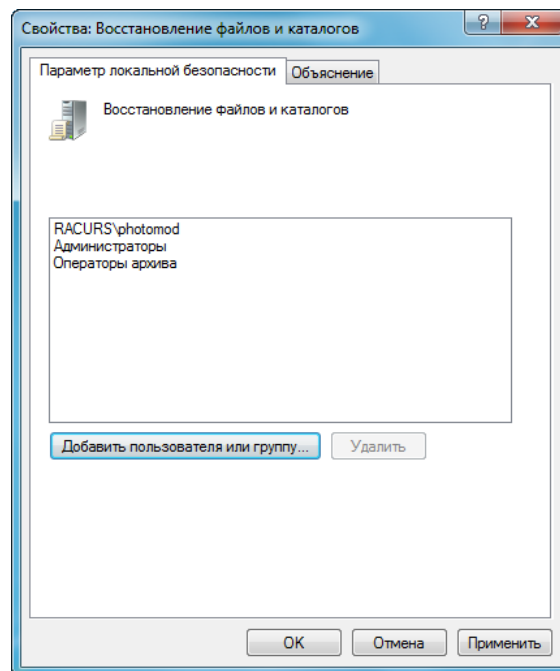 Свойства: Восстановление файлов и каталогов
Параметр локальной безопасности
Объяснение
Восстановление файлов и каталогов
RACURS\photomod
Администраторы
Операторы архива
Добавить пользователя или группу...
Удалить
OK
Отмена
Применить